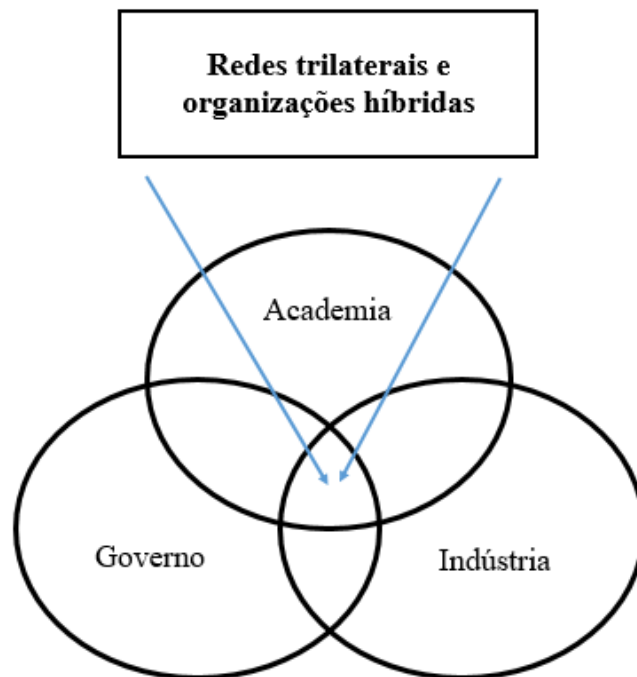 Redes trilaterais e
organizações híbridas
Academia
Governo
Indústria